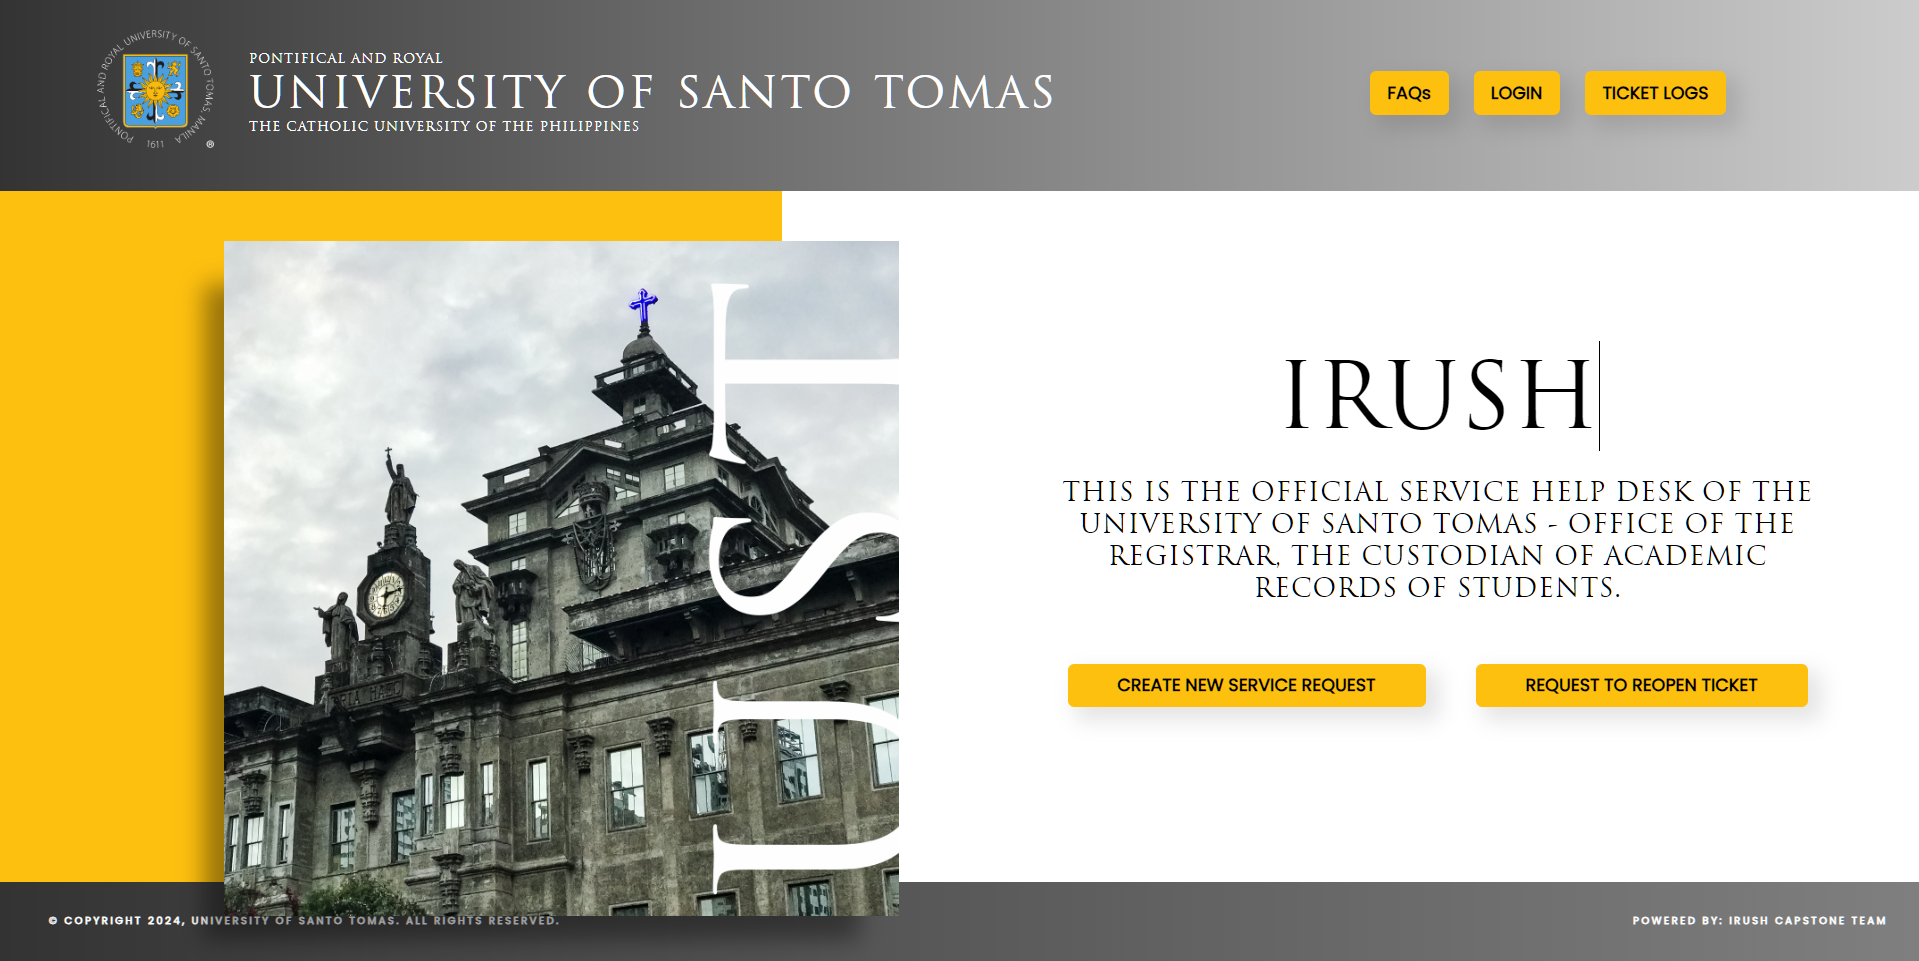 PONTIFICAL AND ROYAL UNIVERSITY OF SANTO TOMAS, MANILA
1611
®
PONTIFICAL AND ROYAL
UNIVERSITY OF SANTO TOMAS
THE CATHOLIC UNIVERSITY OF THE PHILIPPINES
FAQs
LOGIN
TICKET LOGS
UST
IRUSH
THIS IS THE OFFICIAL SERVICE HELP DESK OF THE
UNIVERSITY OF SANTO TOMAS - OFFICE OF THE
REGISTRAR, THE CUSTODIAN OF ACADEMIC
RECORDS OF STUDENTS.
CREATE NEW SERVICE REQUEST
REQUEST TO REOPEN TICKET
© COPYRIGHT 2024, UNIVERSITY OF SANTO TOMAS. ALL RIGHTS RESERVED.
POWERED BY: IRUSH CAPSTONE TEAM